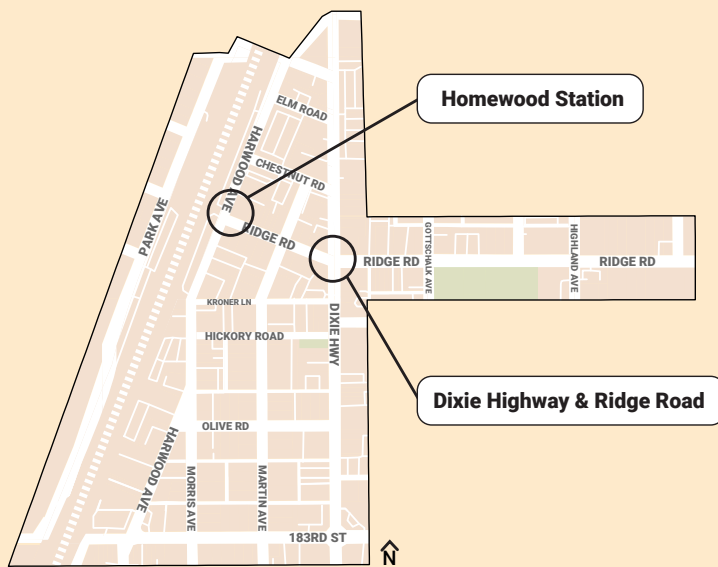 ELM ROAD
Homewood Station
HARWOOD AVE
CHESTNUT RD
PARK AVE
RIDGE RD
GOTTSCHALK AVE
HIGHLAND AVE
RIDGE RD
RIDGE RD
KRONER LN
DIXIE HWY
HICKORY ROAD
Dixie Highway & Ridge Road
OLIVE RD
HARWOOD AVE
MORRIS AVE
MARTIN AVE
183RD ST
N